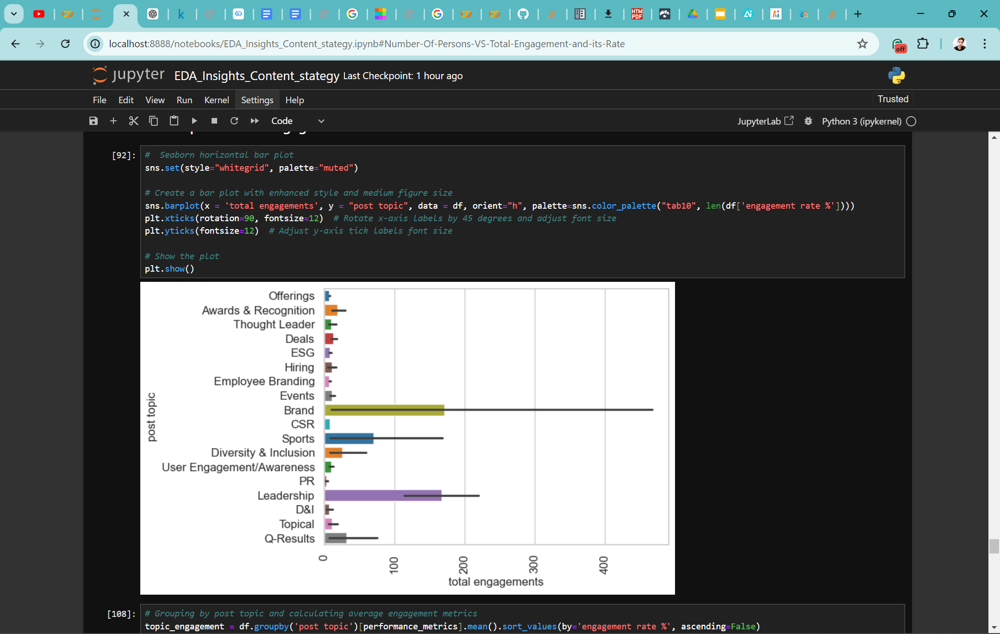 localhost:8888/notebooks/EDA_Insights_Content_stategy.ipynb#Number-Of-Persons-VS-Total-Engagement-and-its-Rate
off
jupyter EDA_Insights_Content_stategy Last Checkpoint: 1 hour ago
File Edit View Run Kernel Settings Help
Trusted
Code
JupyterLab Python 3 (ipykernel)
[92]:
#  Seaborn horizontal bar plot
sns.set(style="whitegrid", palette="muted")
# Create a bar plot with enhanced style and medium figure size
sns.barplot(x = 'total engagements', y = "post topic", data = df, orient="h", palette=sns.color_palette("tab10", len(df['engagement rate %'])))
plt.xticks(rotation=90, fontsize=12)  # Rotate x-axis labels by 45 degrees and adjust font size
plt.yticks(fontsize=12)  # Adjust y-axis tick labels font size
# Show the plot
plt.show()
post topic
Offerings
Awards & Recognition
Thought Leader
Deals
ESG
Hiring
Employee Branding
Events
Brand
CSR
Sports
Diversity & Inclusion
User Engagement/Awareness
PR
Leadership
D&I
Topical
Q-Results
0 100 200 300 400
total engagements
[108]:
# Grouping by post topic and calculating average engagement metrics
topic_engagement = df.groupby('post topic')[performance_metrics].mean().sort_values(by='engagement rate %', ascending=False)